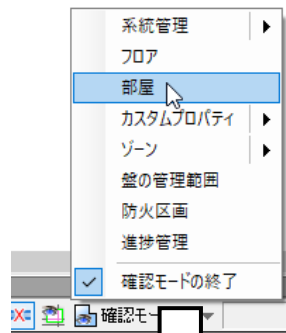 系統管理
フロア
部屋
カスタムプロパティ
ゾーン
盤の管理範囲
防火区画
進捗管理
確認モードの終了
確認モー